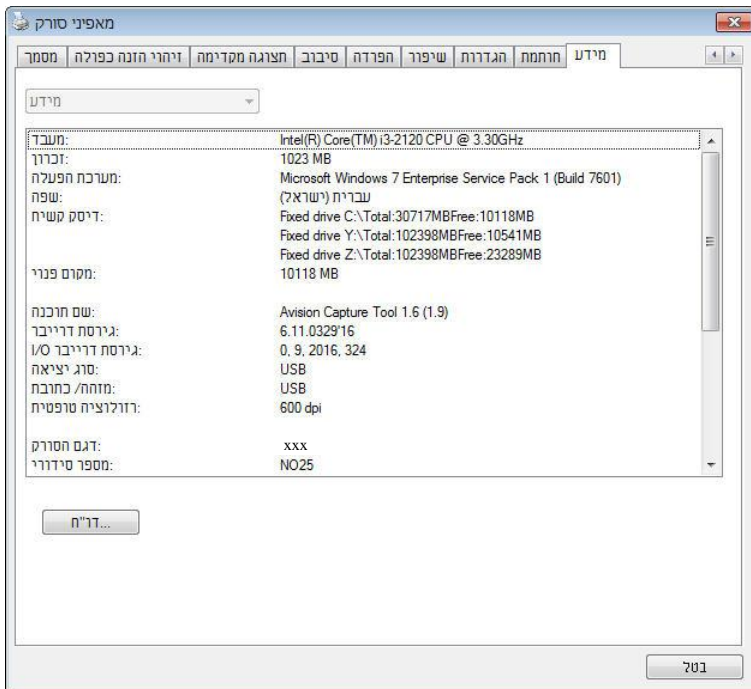 מאפיני סורק
מסמך זיהוי הזנה כפולה תצוגה מקדימה סיבוב הפרדה שיפור הגדרות חותמת מידע
מידע
מעבד: Intel(R) Core(TM) i3-2120 CPU @ 3.30GHz
זכרון: 1023 MB
מערכת הפעלה: Microsoft Windows 7 Enterprise Service Pack 1 (Build 7601)
שפה: עברית (ישראל)
דיסק קשיח: Fixed drive C:\Total:30717MBFree:10118MB
Fixed drive Y:\Total:102398MBFree:10541MB
Fixed drive Z:\Total:102398MBFree:23289MB
מקום פנוי: 10118 MB
שם תוכנה: Avision Capture Tool 1.6 (1.9)
גירסת דרייבר: 6.11.0329'16
גירסת דרייבר I/O: 0, 9, 2016, 324
סוג יציאה: USB
מזהה/ כתובת: USB
רזולוציה טופטית: 600 dpi
דגם הסורק: xxx
מספר סידורי: NO25
דר"ח...
בטל